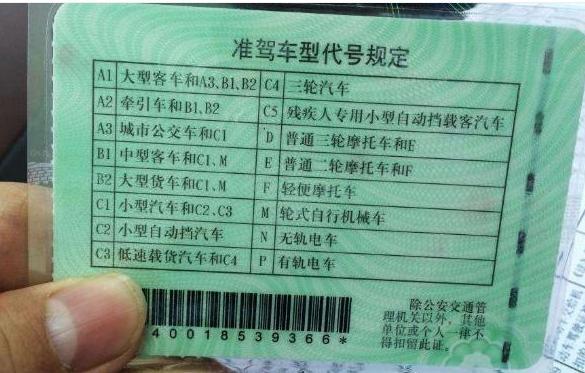 准驾车型代号规定
A1 大型客车和A3、B1、B2 C4 三轮汽车
A2 牵引车和B1、B2 C5 残疾人专用小型自动挡载客汽车
A3 城市公交车和C1 D 普通三轮摩托车和E
B1 中型客车和C1、M E 普通二轮摩托车和F
B2 大型货车和C1、M F 轻便摩托车
C1 小型汽车和C2、C3 M 轮式自行机械车
C2 小型自动挡汽车 N 无轨电车
C3 低速载货汽车和C4 P 有轨电车
40018539366*
除公安交通管
理机关以外，其他
单位或个人一律不
得扣留此证。